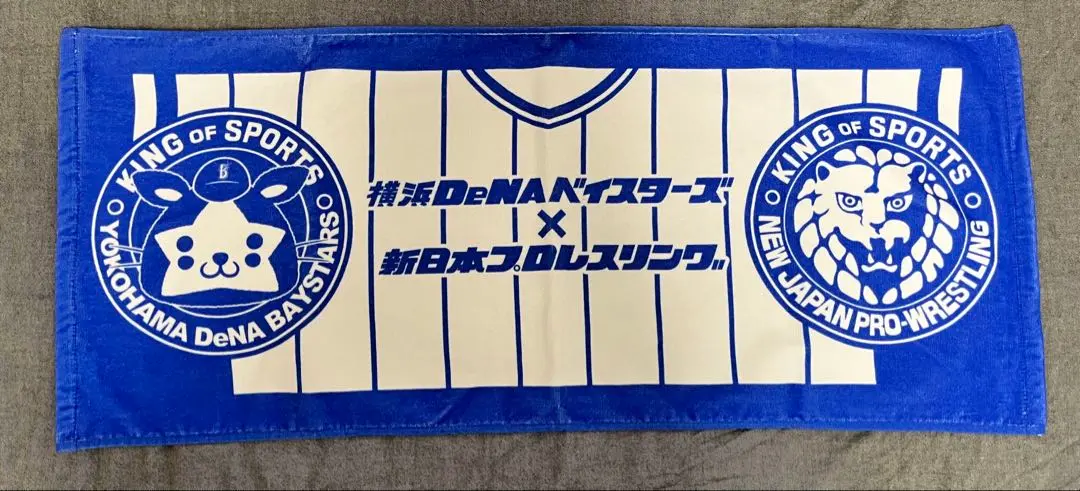 KING OF SPORTS
B
YOKOHAMA DeNA BAYSTARS
横浜DeNAベイスターズ
×
新日本プロレスリング
KING OF SPORTS
NEW JAPAN PRO-WRESTLING